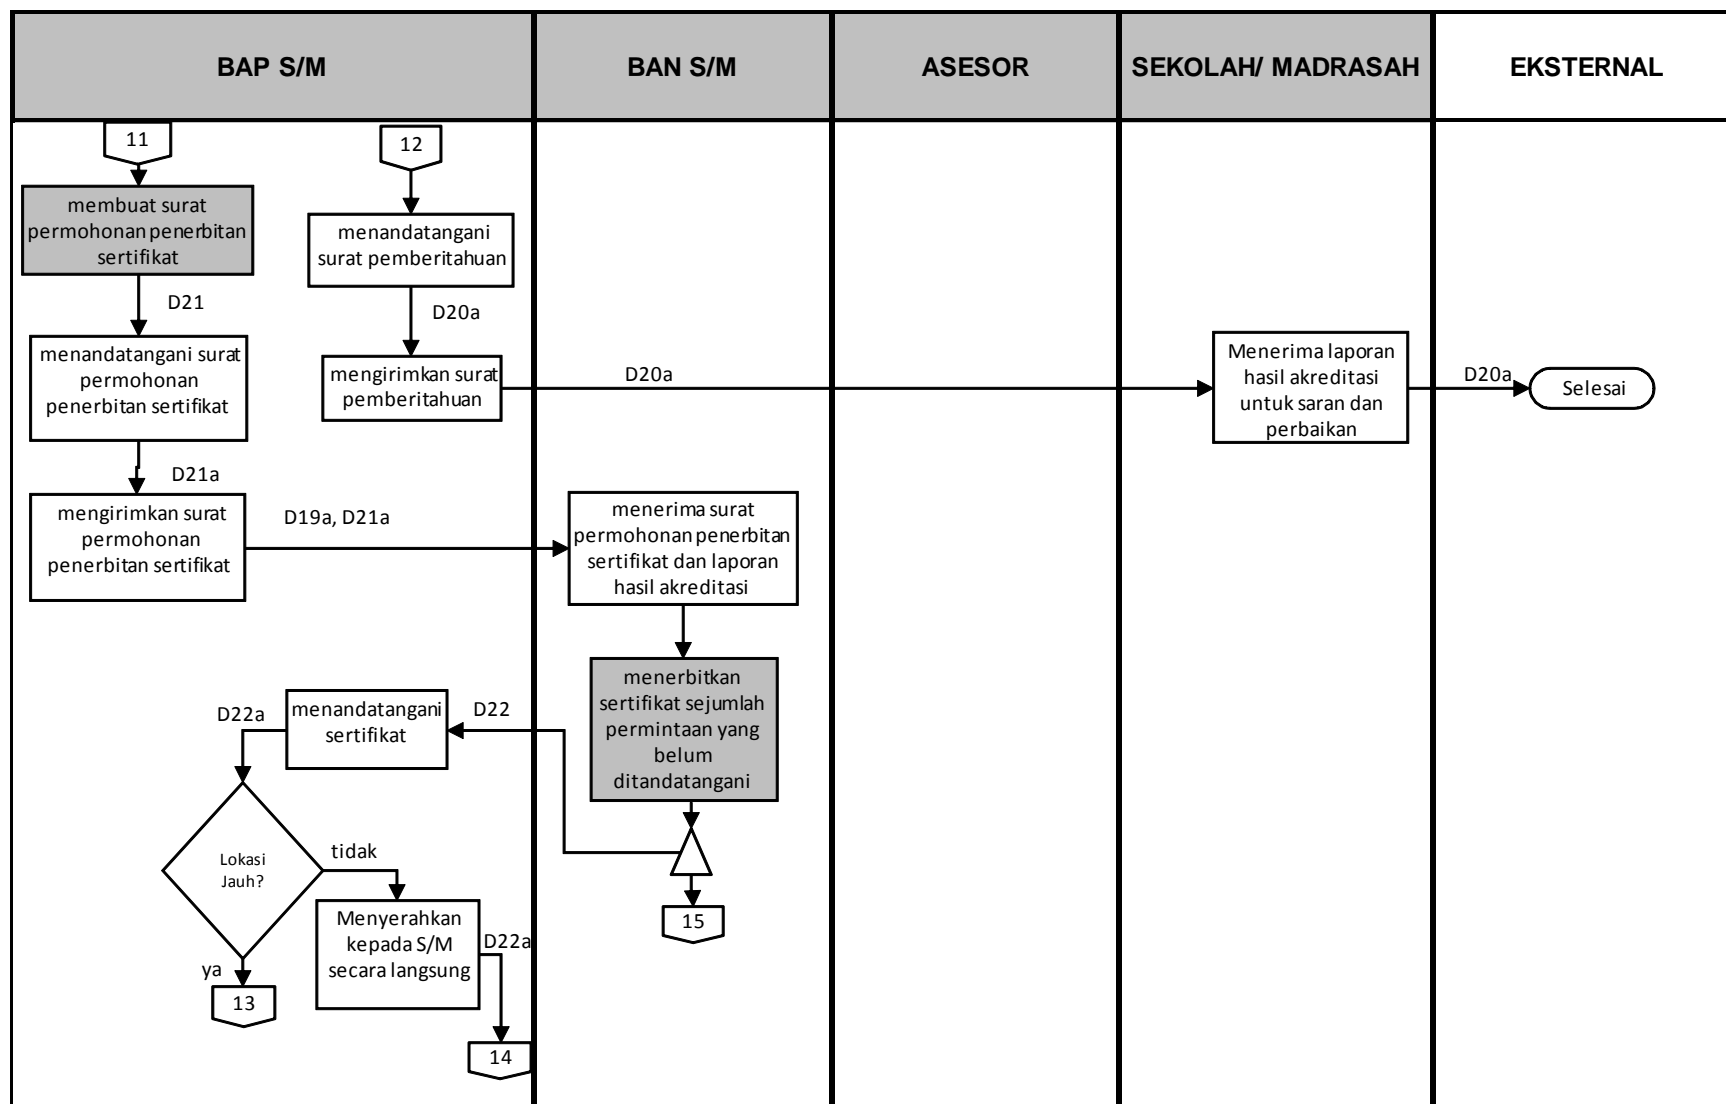 BAP S/M
BAN S/M
ASESOR
SEKOLAH/ MADRASAH
EKSTERNAL
11
12
membuat surat
permohonan penerbitan
sertifikat
menandatangani
surat pemberitahuan
D21
D20a
menandatangani surat
permohonan
penerbitan sertifikat
mengirimkan surat
pemberitahuan
D20a
Menerima laporan
hasil akreditasi
untuk saran dan
perbaikan
D20a
Selesai
D21a
mengirimkan surat
permohonan
penerbitan sertifikat
D19a, D21a
menerima surat
permohonan penerbitan
sertifikat dan laporan
hasil akreditasi
menerbitkan
sertifikat sejumlah
permintaan yang
belum
ditandatangani
D22
menandatangani
sertifikat
D22a
Lokasi
Jauh?
tidak
Menyerahkan
kepada S/M
secara langsung
D22a
15
ya
13
14